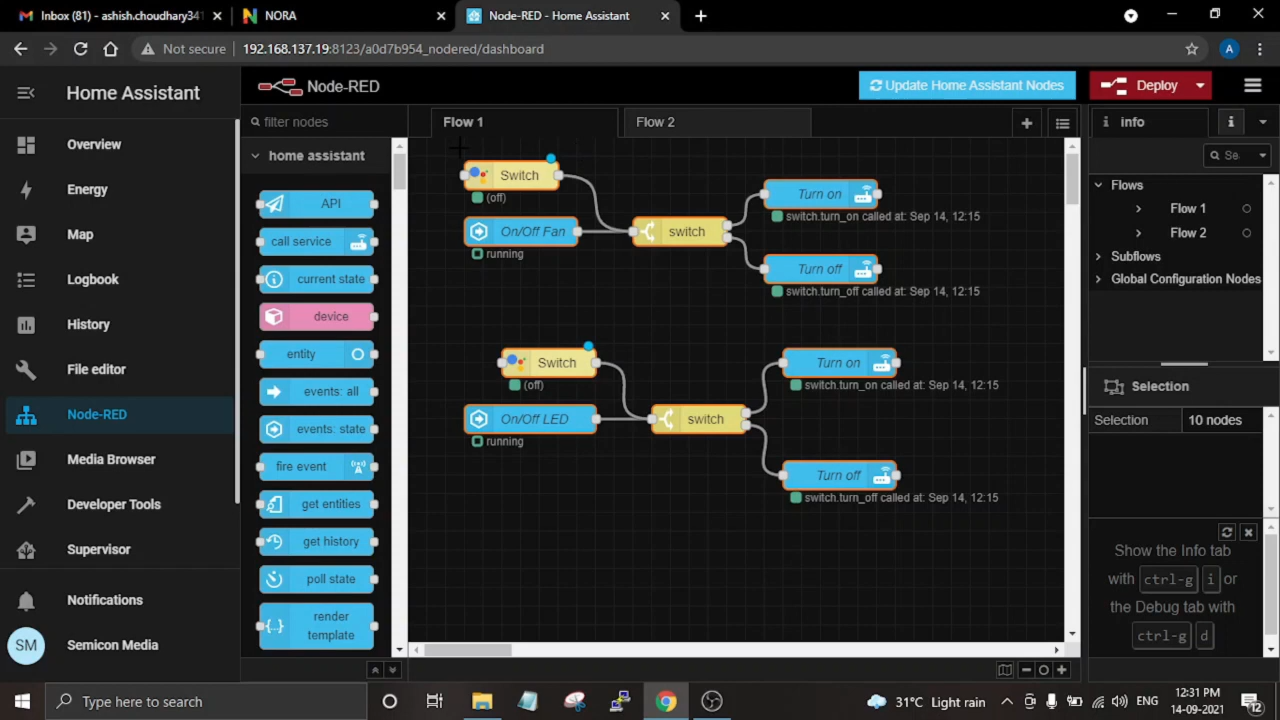 Inbox (81) - ashish.choudhary341
NORA
Node-RED - Home Assistant
Not secure
192.168.137.19:8123/a0d7b954_nodered/dashboard
A
Home Assistant
Node-RED
Update Home Assistant Nodes
Deploy
Overview
Energy
Map
Logbook
History
File editor
Node-RED
Media Browser
Developer Tools
Supervisor
Notifications
SM
Semicon Media
filter nodes
home assistant
API
call service
current state
device
entity
events: all
events: state
fire event
get entities
get history
poll state
render
template
Flow 1
Flow 2
Switch
(off)
On/Off Fan
running
switch
Turn on
switch.turn_on called at: Sep 14, 12:15
Turn off
switch.turn_off called at: Sep 14, 12:15
Switch
(off)
On/Off LED
running
switch
Turn on
switch.turn_on called at: Sep 14, 12:15
Turn off
switch.turn_off called at: Sep 14, 12:15
i
info
i
Se
Flows
Flow 1
Flow 2
Subflows
Global Configuration Nodes
Selection
Selection
10 nodes
Show the Info tab
with ctrl-g i or
the Debug tab with
ctrl-g d
Type here to search
31°C Light rain
ENG
12:31 PM
14-09-2021
12